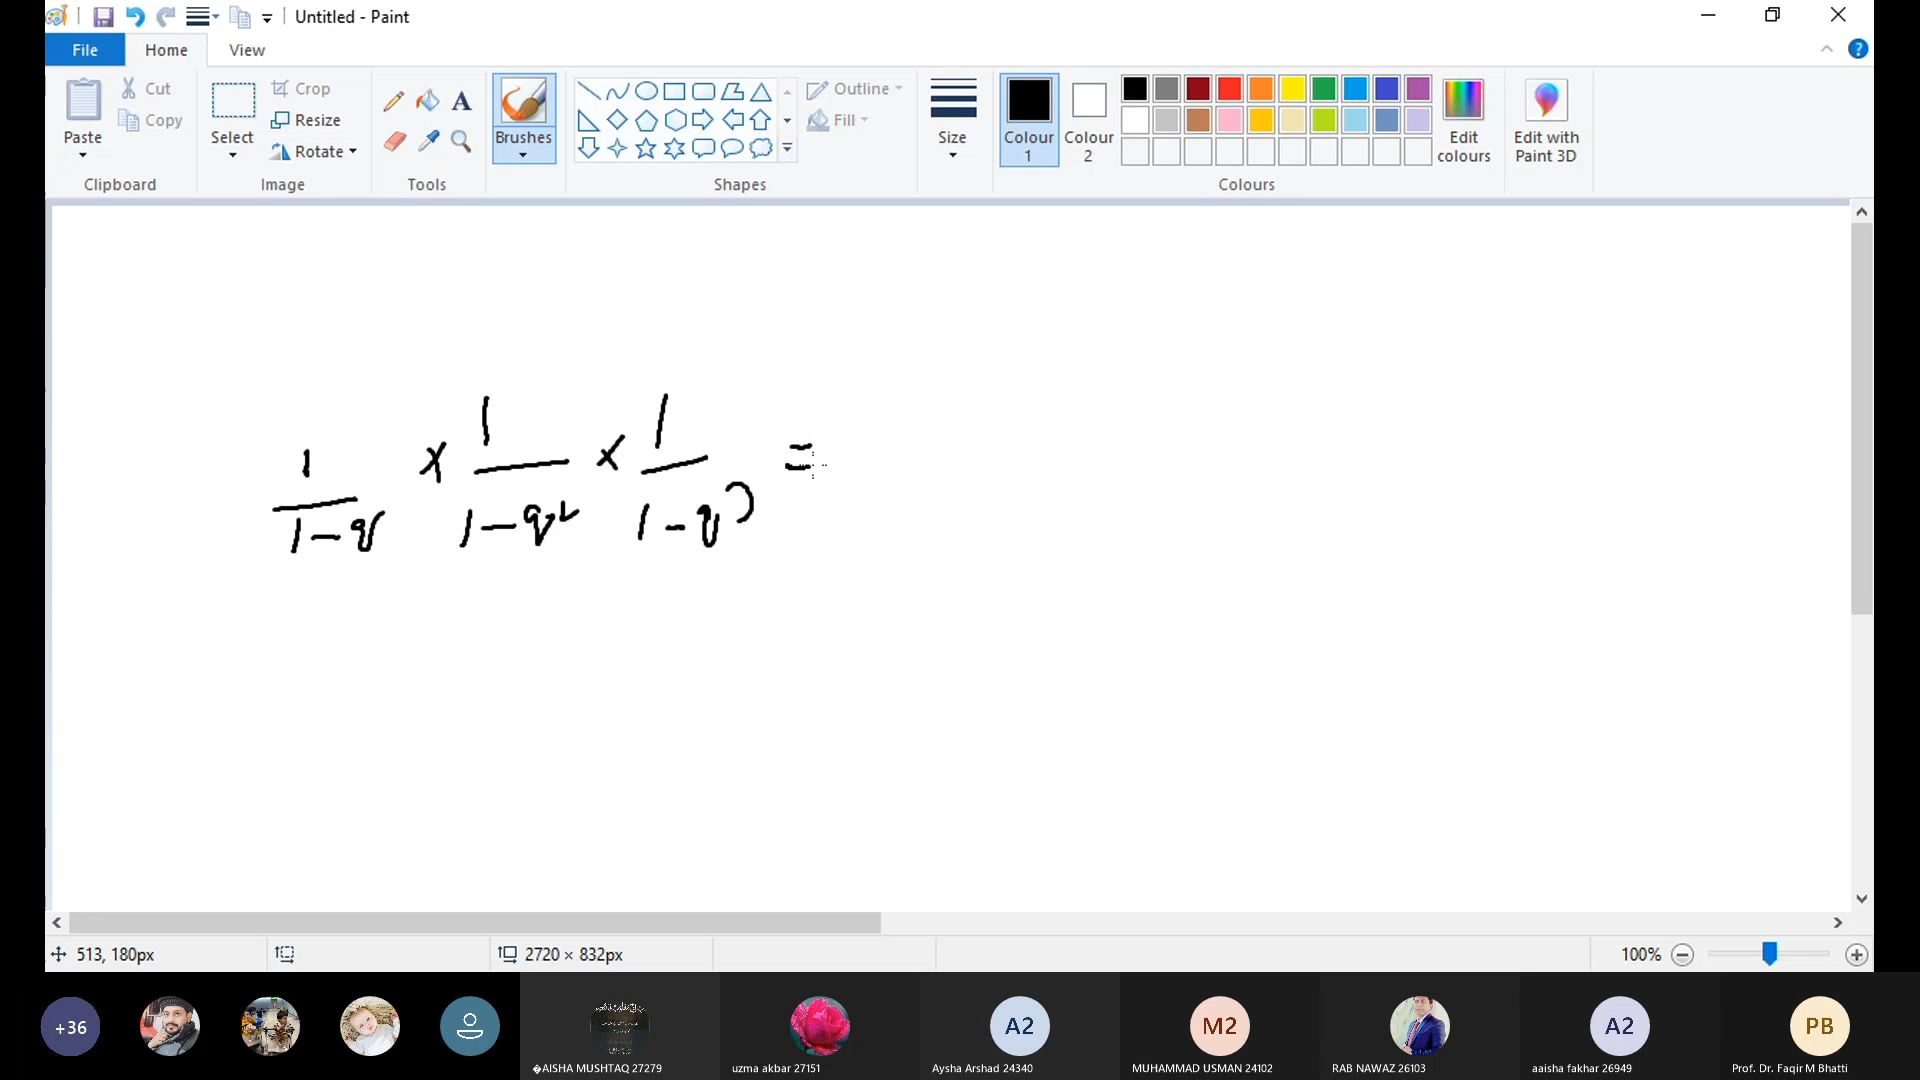 Untitled - Paint
File Home View
Paste Cut Copy Clipboard
Select Crop Resize Rotate Image
Tools
Brushes
Shapes
Outline Fill
Size
Colour 1
Colour 2
Colours
Edit colours
Edit with Paint 3D
1/(1-q) × 1/(1-q²) × 1/(1-q³) =
513, 180px
2720 × 832px
100%
+36
A2 M2 A2 PB
AISHA MUSHTAQ 27279
uzma akbar 27151
Aysha Arshad 24340
MUHAMMAD USMAN 24102
RAB NAWAZ 26103
aaisha fakhar 26949
Prof. Dr. Faqir M Bhatti